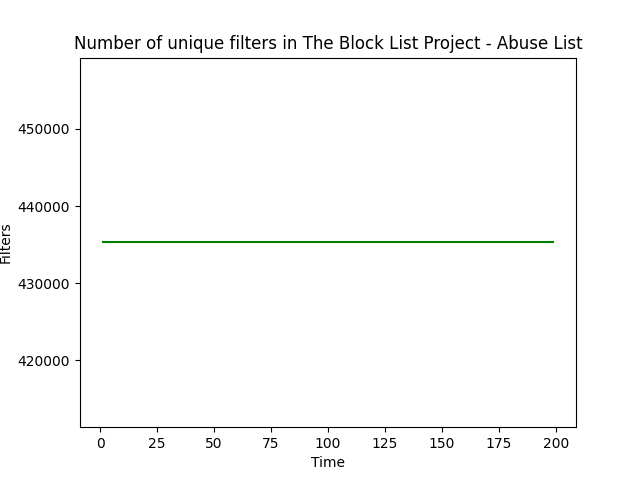 Number of unique filters in The Block List Project - Abuse List
450000
440000
430000
420000
Filters
0 25 50 75 100 125 150 175 200
Time